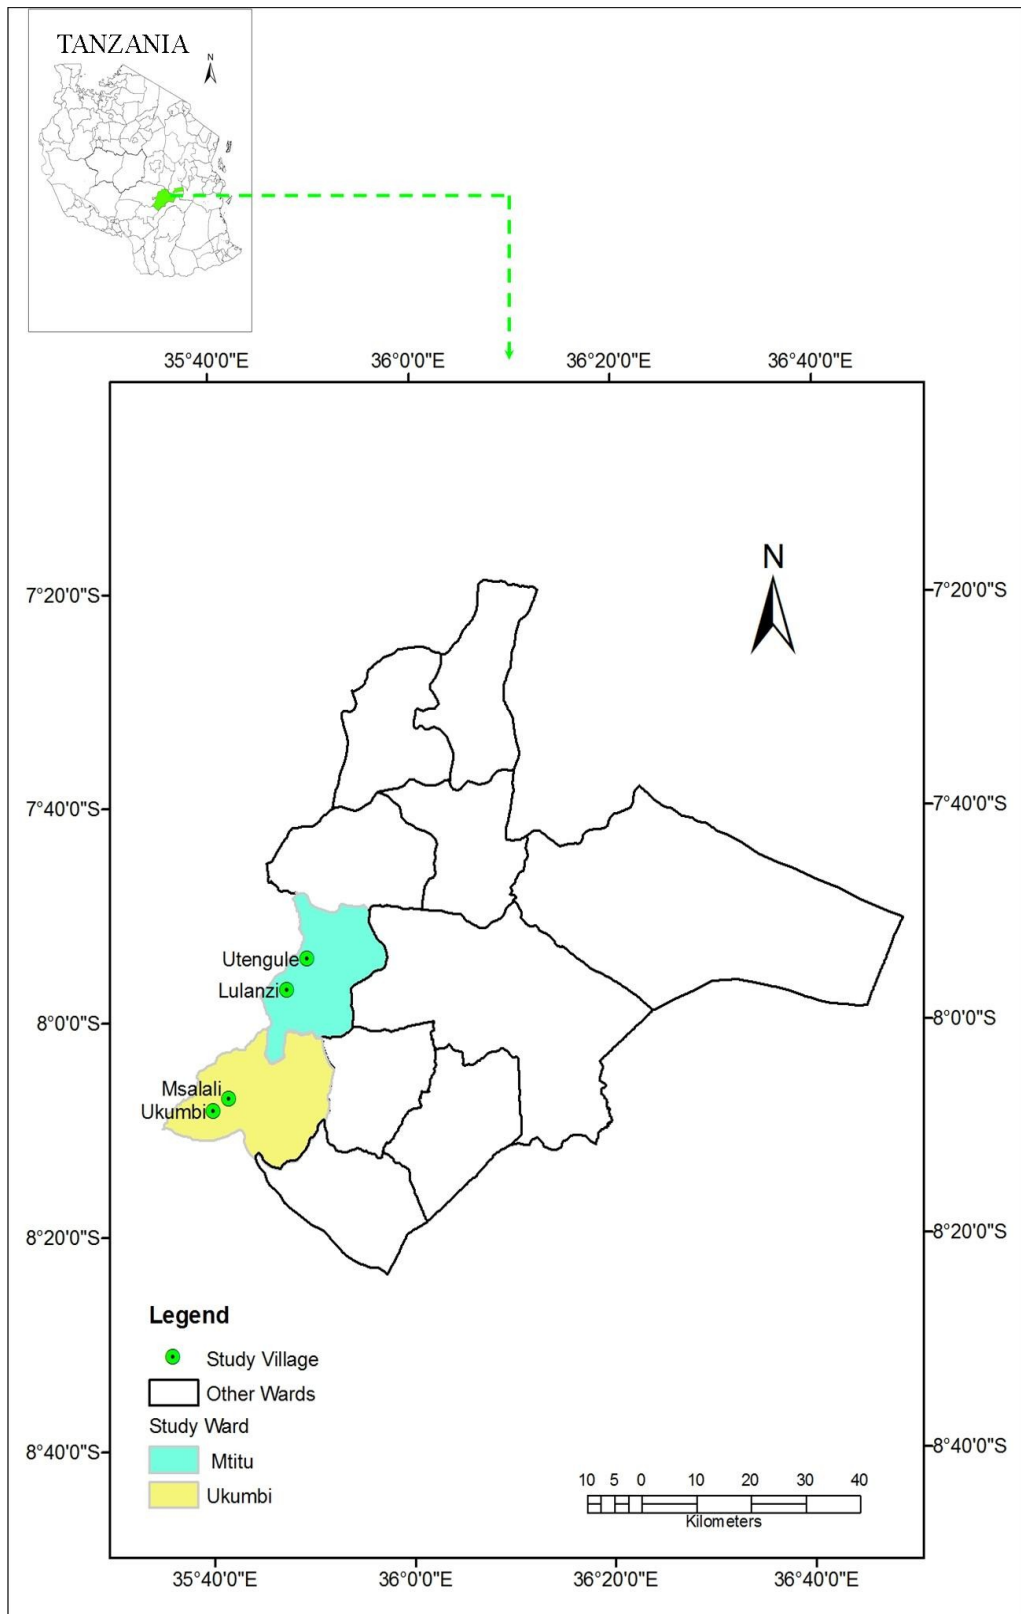 TANZANIA
N
35°40'0"E 36°0'0"E 36°20'0"E 36°40'0"E
N
7°20'0"S 7°20'0"S
7°40'0"S 7°40'0"S
Utengule
Lulanzi
8°0'0"S 8°0'0"S
Msalali
Ukumbi
8°20'0"S 8°20'0"S
Legend
Study Village
Other Wards
Study Ward
8°40'0"S 8°40'0"S
Mtitu
Ukumbi
10 5 0 10 20 30 40
Kilometers
35°40'0"E 36°0'0"E 36°20'0"E 36°40'0"E